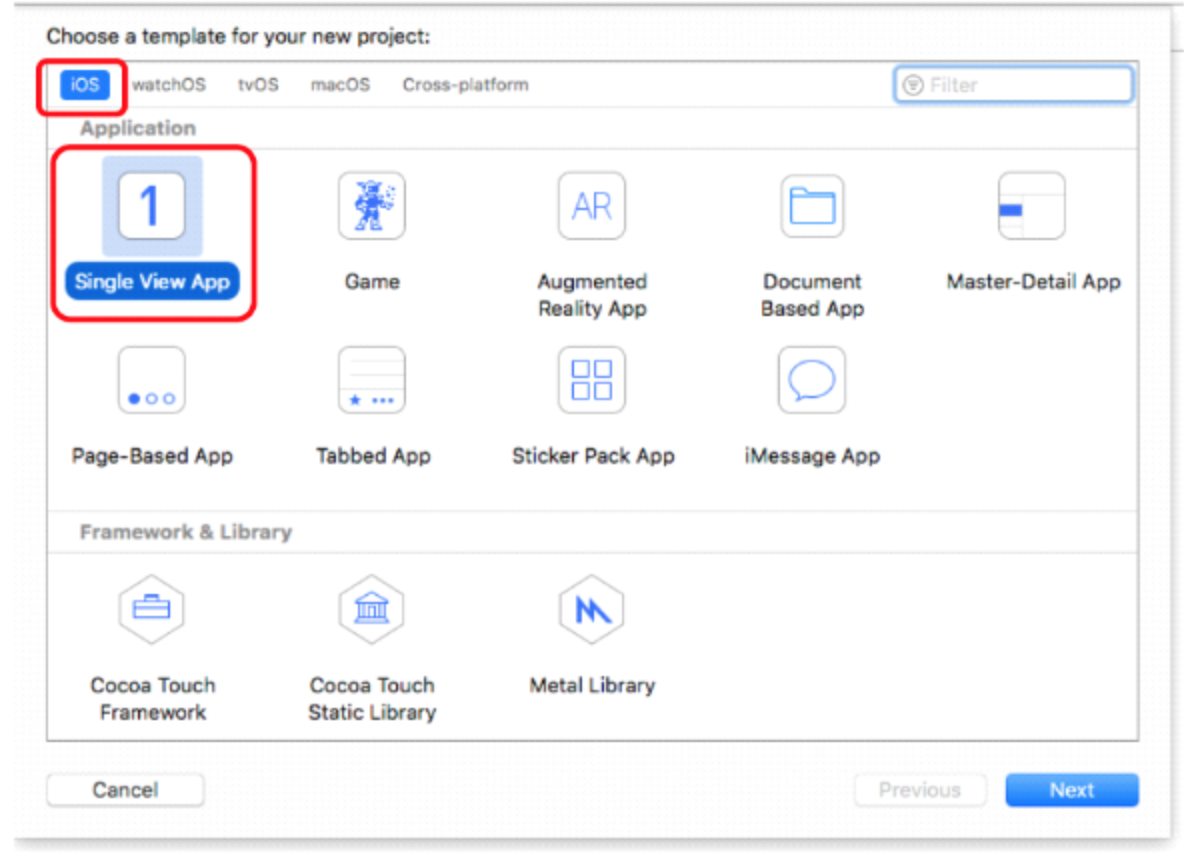 Choose a template for your new project:
iOS watchOS tvOS macOS Cross-platform Filter
Application
1 AR
Single View App Game Augmented Reality App Document Based App Master-Detail App
Page-Based App Tabbed App Sticker Pack App iMessage App
Framework & Library
Cocoa Touch Framework Cocoa Touch Static Library Metal Library
Cancel Previous Next